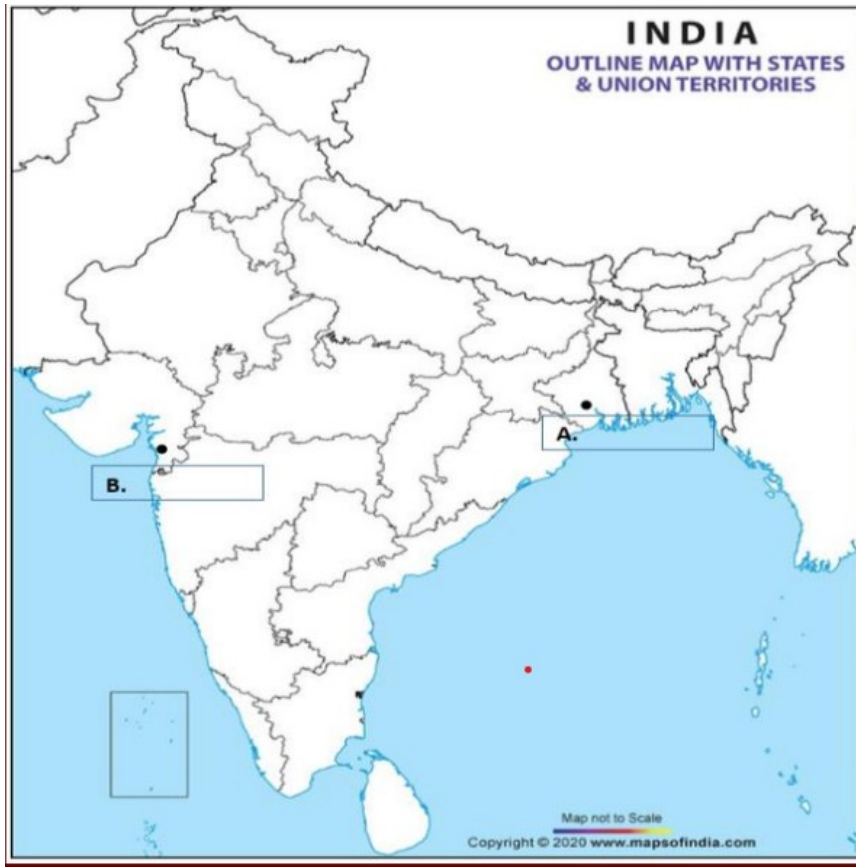 INDIA
OUTLINE MAP WITH STATES
& UNION TERRITORIES
A.
B.
Map not to Scale
Copyright © 2020 www.mapsofindia.com